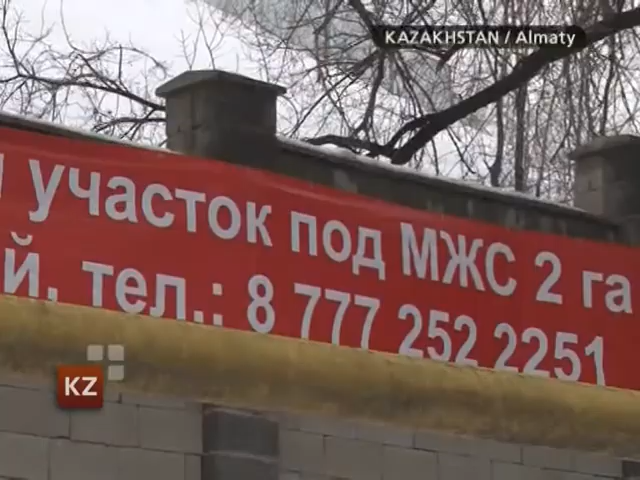 KAZAKHSTAN / Almaty
участок под МЖС 2 га
й, тел.: 8 777 252 2251
KZ